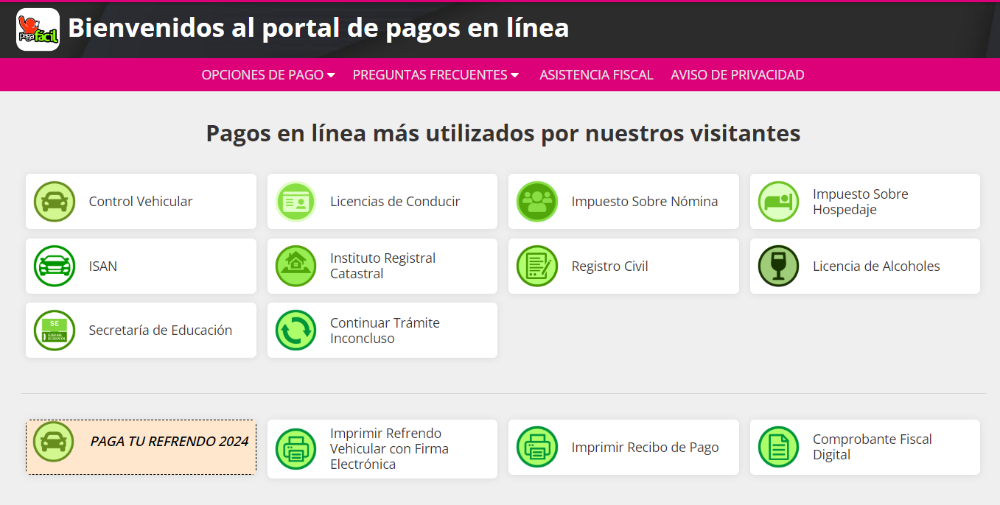 Paga fácil
Bienvenidos al portal de pagos en línea
OPCIONES DE PAGO
PREGUNTAS FRECUENTES
ASISTENCIA FISCAL
AVISO DE PRIVACIDAD
Pagos en línea más utilizados por nuestros visitantes
Control Vehicular
Licencias de Conducir
Impuesto Sobre Nómina
Impuesto Sobre
Hospedaje
ISAN
Instituto Registral
Catastral
Registro Civil
Licencia de Alcoholes
SE
SECRETARÍA
DE EDUCACIÓN
Secretaría de Educación
Continuar Trámite
Inconcluso
PAGA TU REFRENDO 2024
Imprimir Refrendo
Vehicular con Firma
Electrónica
Imprimir Recibo de Pago
Comprobante Fiscal
Digital